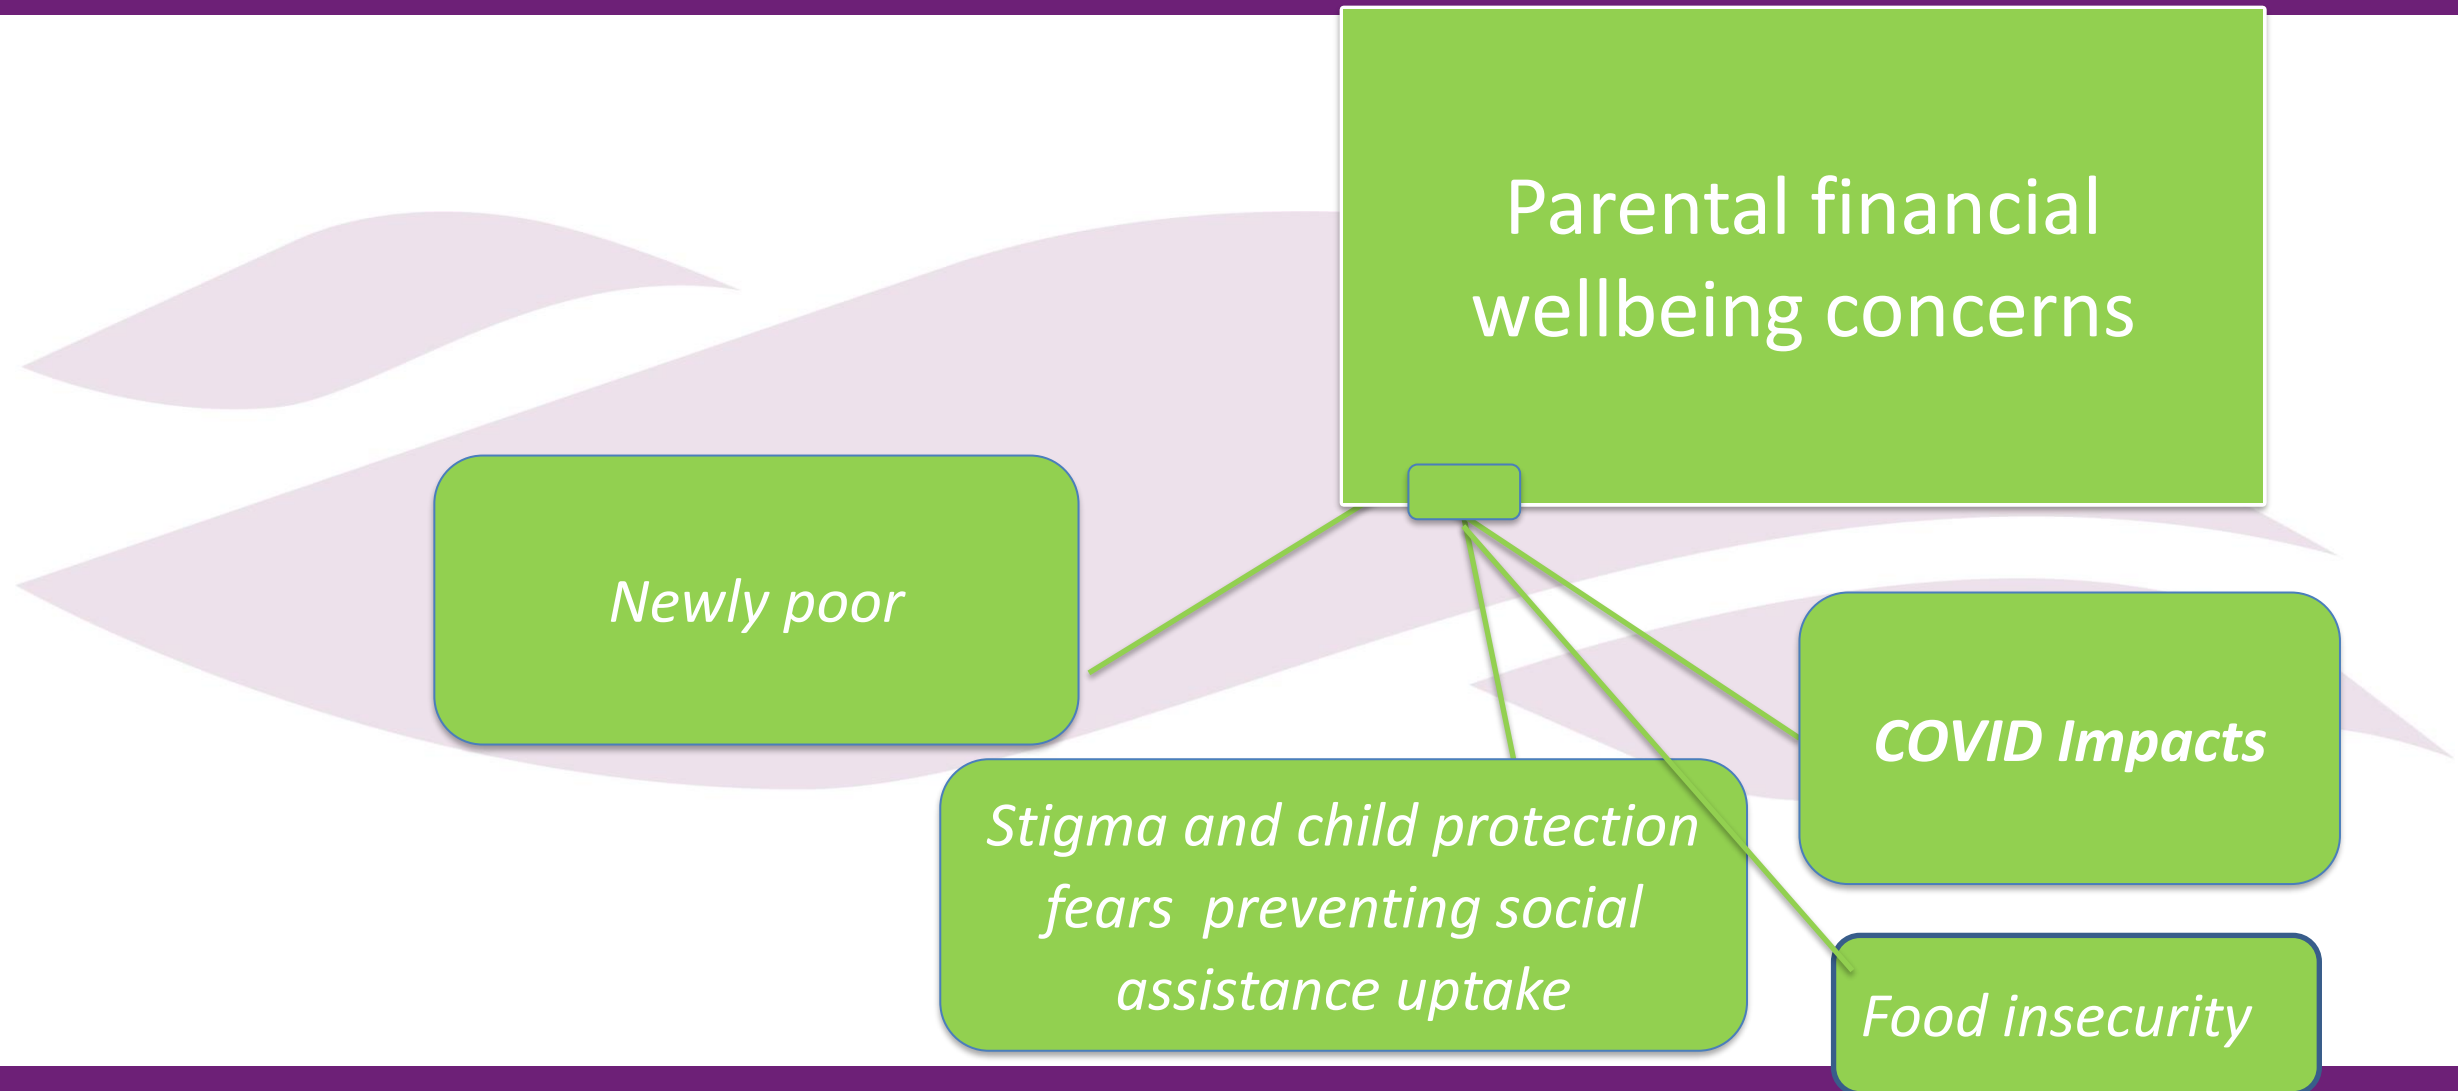 Parental financial
wellbeing concerns
Newly poor
COVID Impacts
Stigma and child protection
fears  preventing social
assistance uptake
Food insecurity